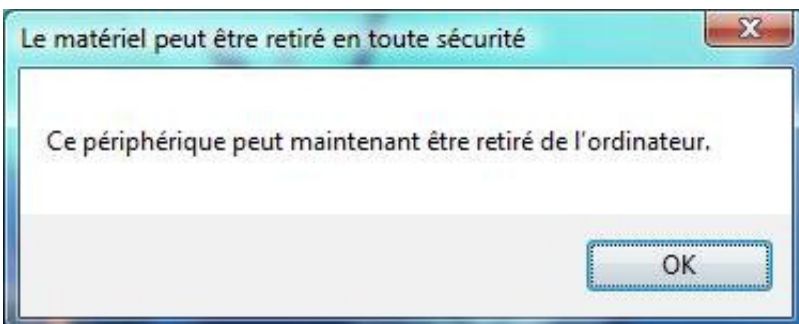 Le matériel peut être retiré en toute sécurité
Ce périphérique peut maintenant être retiré de l'ordinateur.
OK